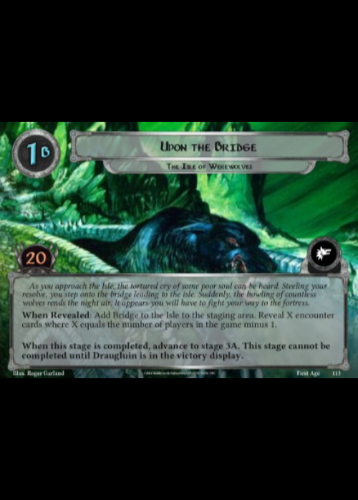 1B
UPON THE BRIDGE
THE ISLE OF WEREWOLVES
20
As you approach the Isle, the tortured cry of some poor soul can be heard. Steeling your
resolve, you step onto the bridge leading to the isle. Suddenly, the howling of countless
wolves rends the night air. It appears you will have to fight your way to the fortress.
When Revealed: Add Bridge to the Isle to the staging area. Reveal X encounter
cards where X equals the number of players in the game minus 1.
When this stage is completed, advance to stage 3A. This stage cannot be
completed until Draugluin is in the victory display.
Illus. Roger Garland
First Age 113